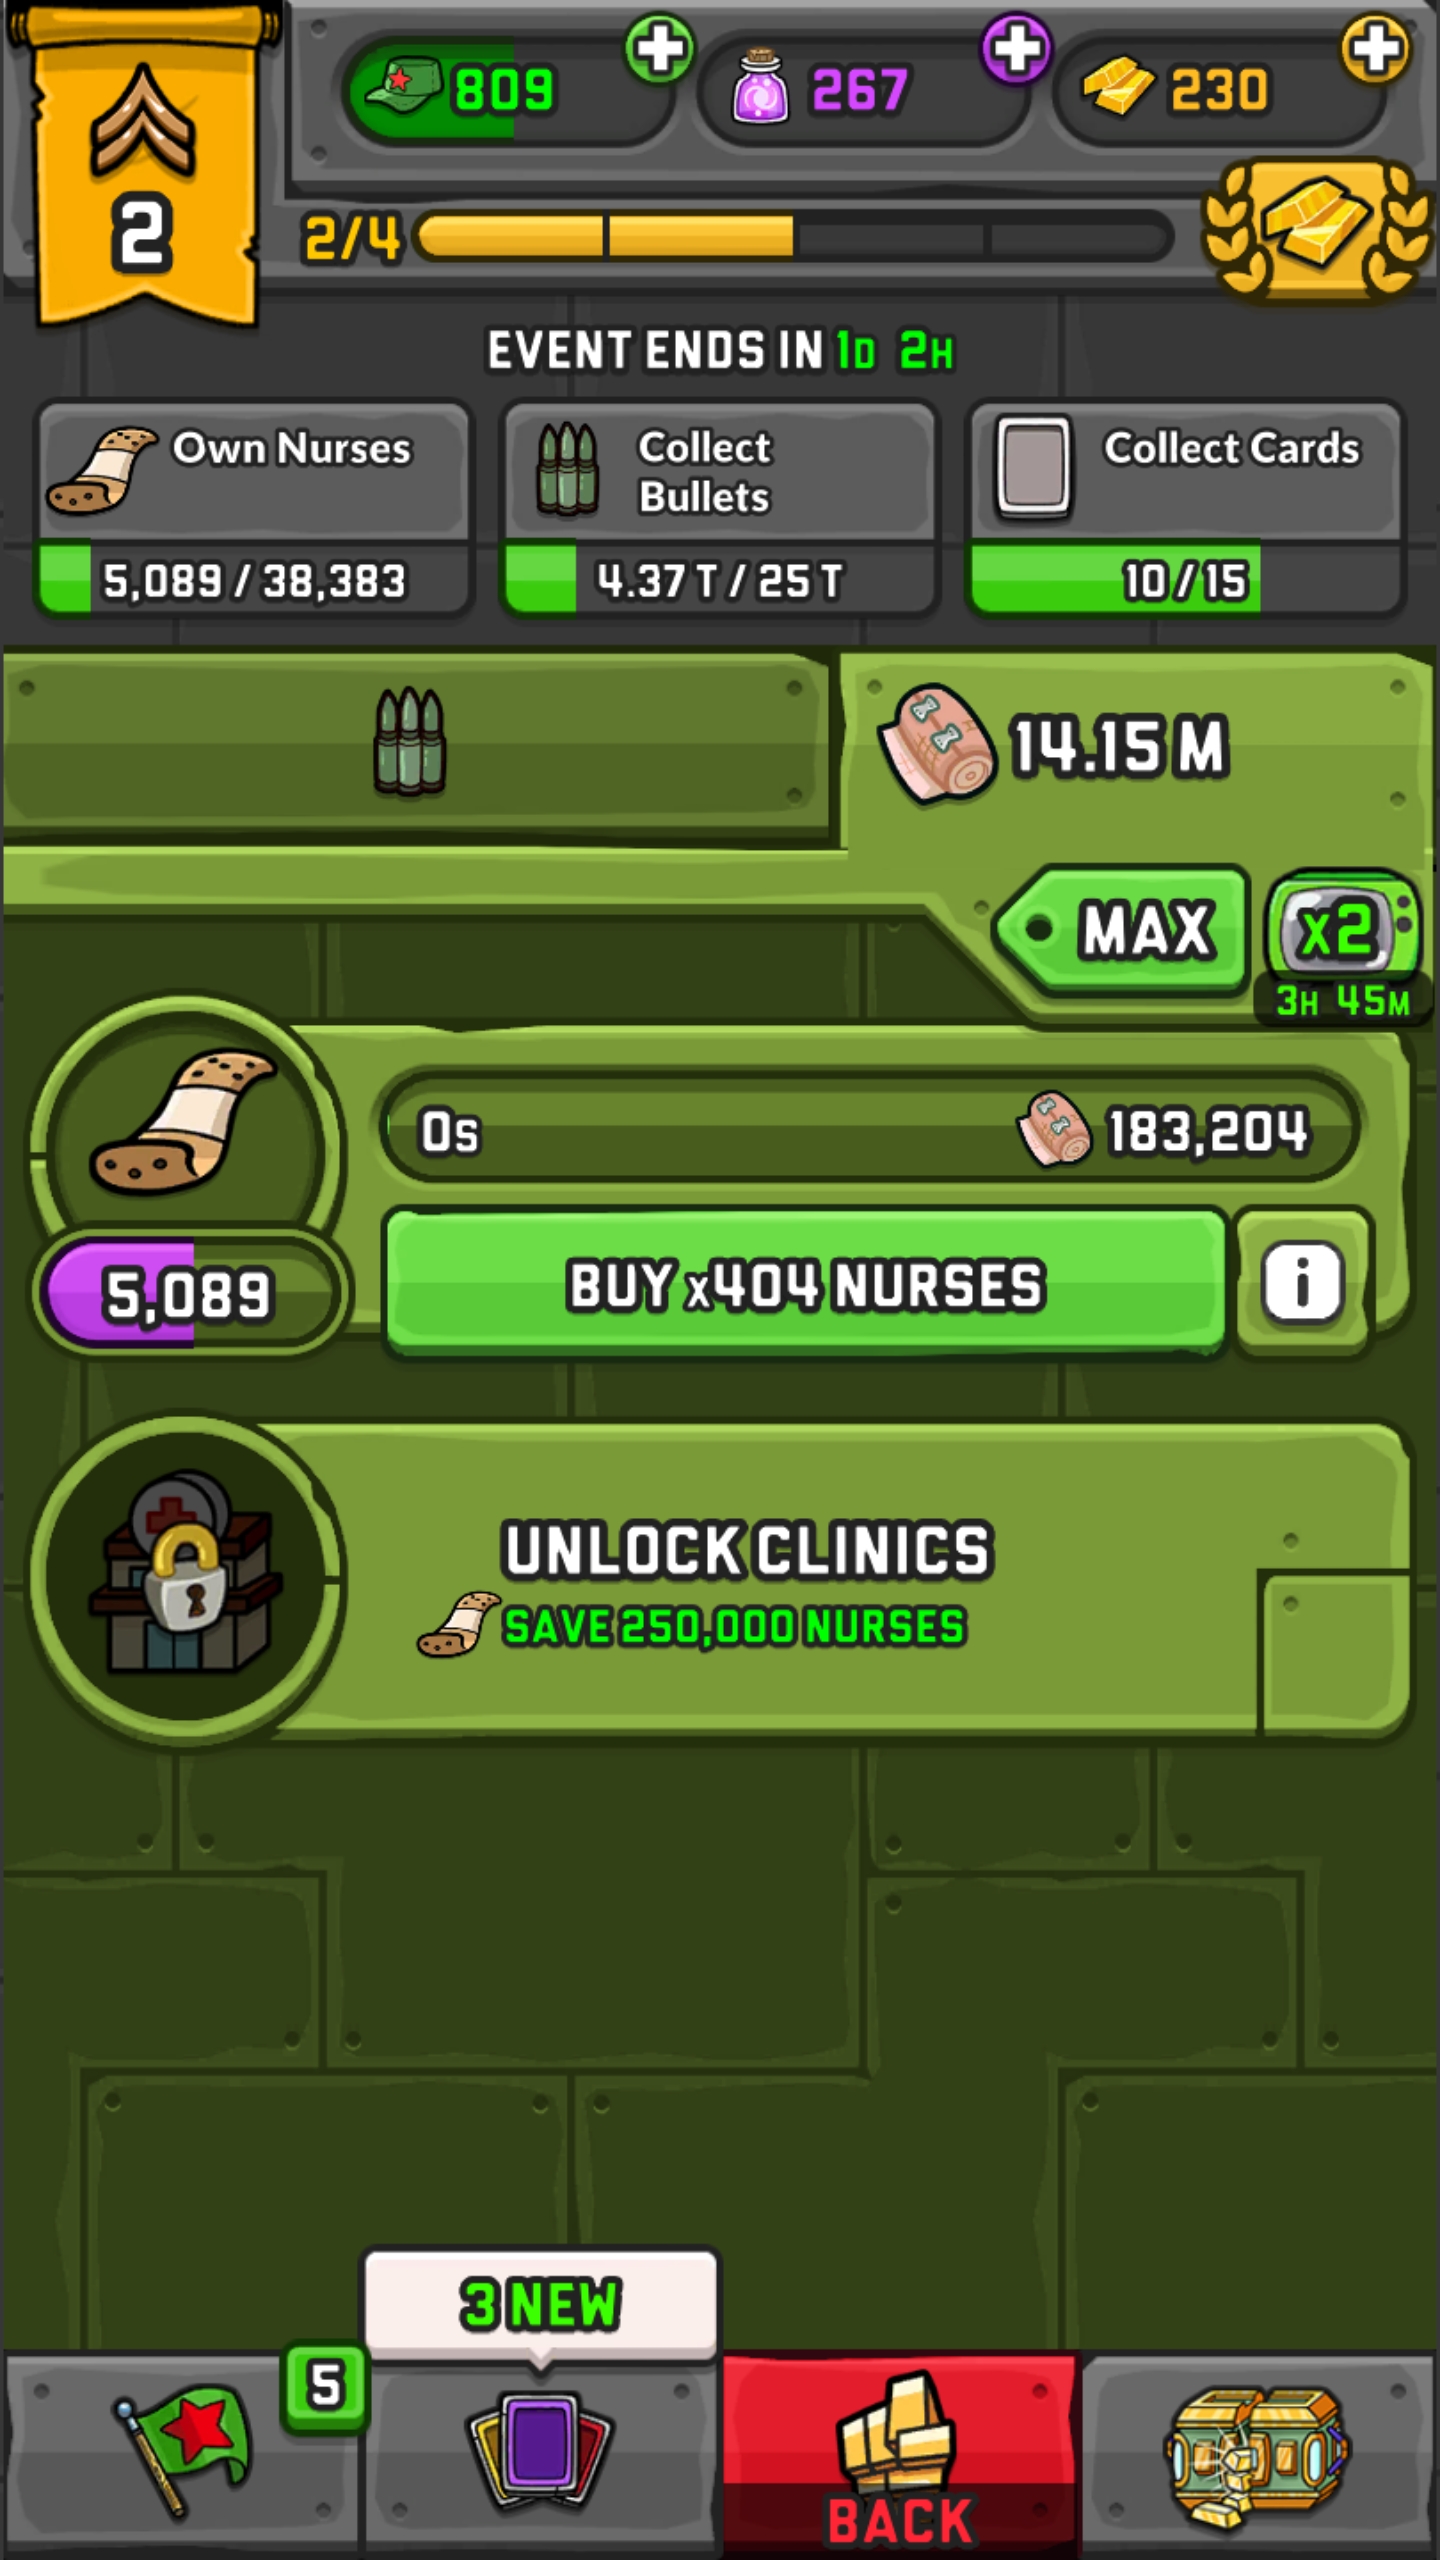 809
267
230
2
2/4
EVENT ENDS IN 1D 2H
Own Nurses
5,089 / 38,383
Collect
Bullets
4.37 T / 25 T
Collect Cards
10/15
14.15 M
MAX
x2
3H 45M
0s
183,204
5,089
BUY x404 NURSES
i
UNLOCK CLINICS
SAVE 250,000 NURSES
3 NEW
5
BACK